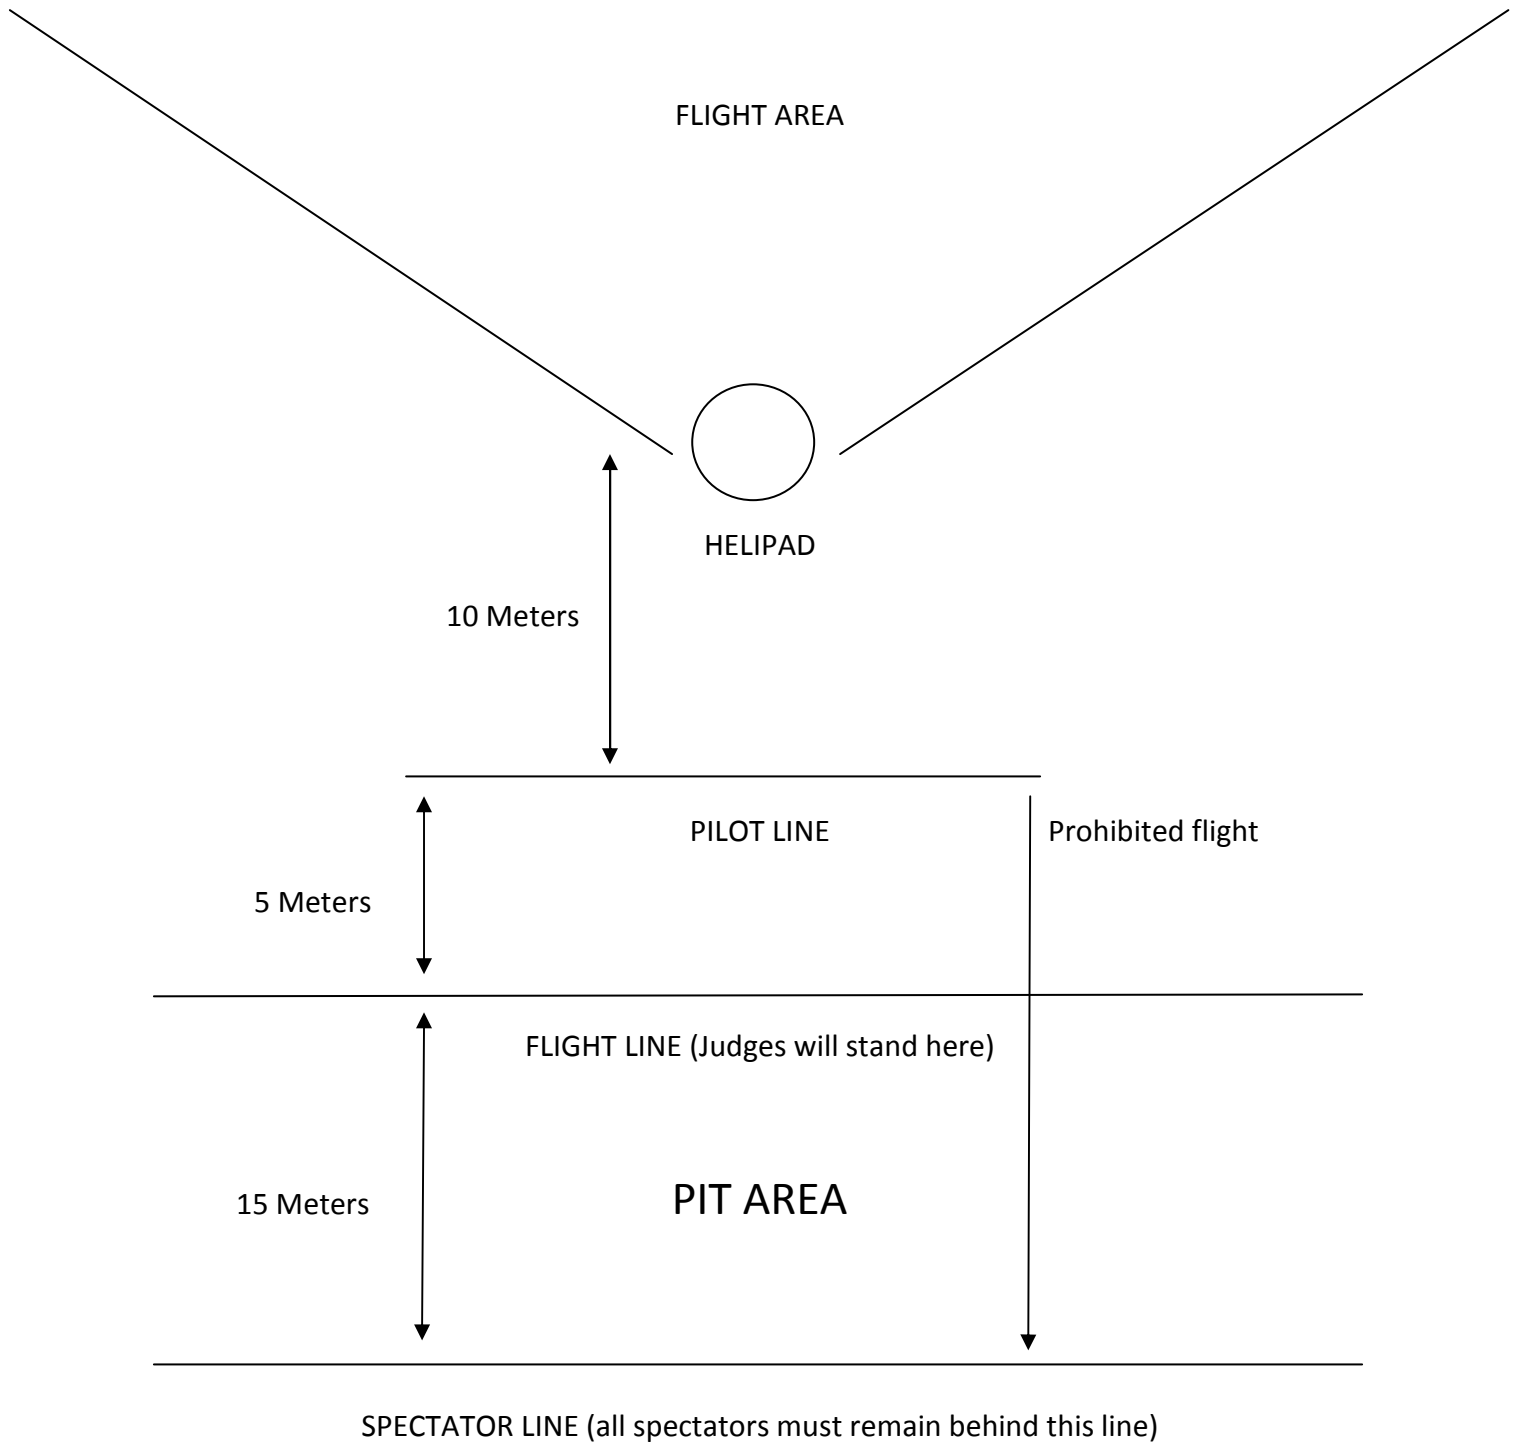 FLIGHT AREA
HELIPAD
10 Meters
PILOT LINE
Prohibited flight
5 Meters
FLIGHT LINE (Judges will stand here)
15 Meters
PIT AREA
SPECTATOR LINE (all spectators must remain behind this line)